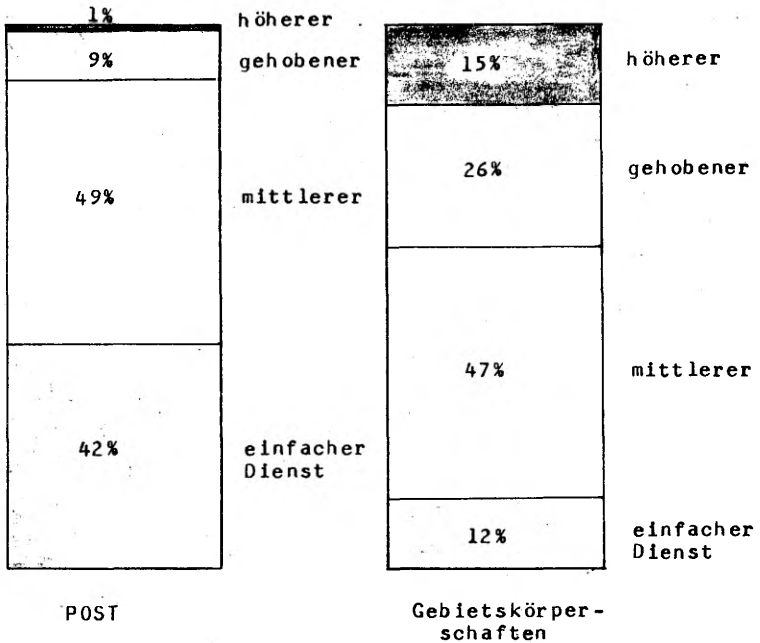 1% höherer
9% gehobener
49% mittlerer
42% einfacher
Dienst
POST
15% höherer
26% gehobener
47% mittlerer
12% einfacher
Dienst
Gebietskörper-
schaften